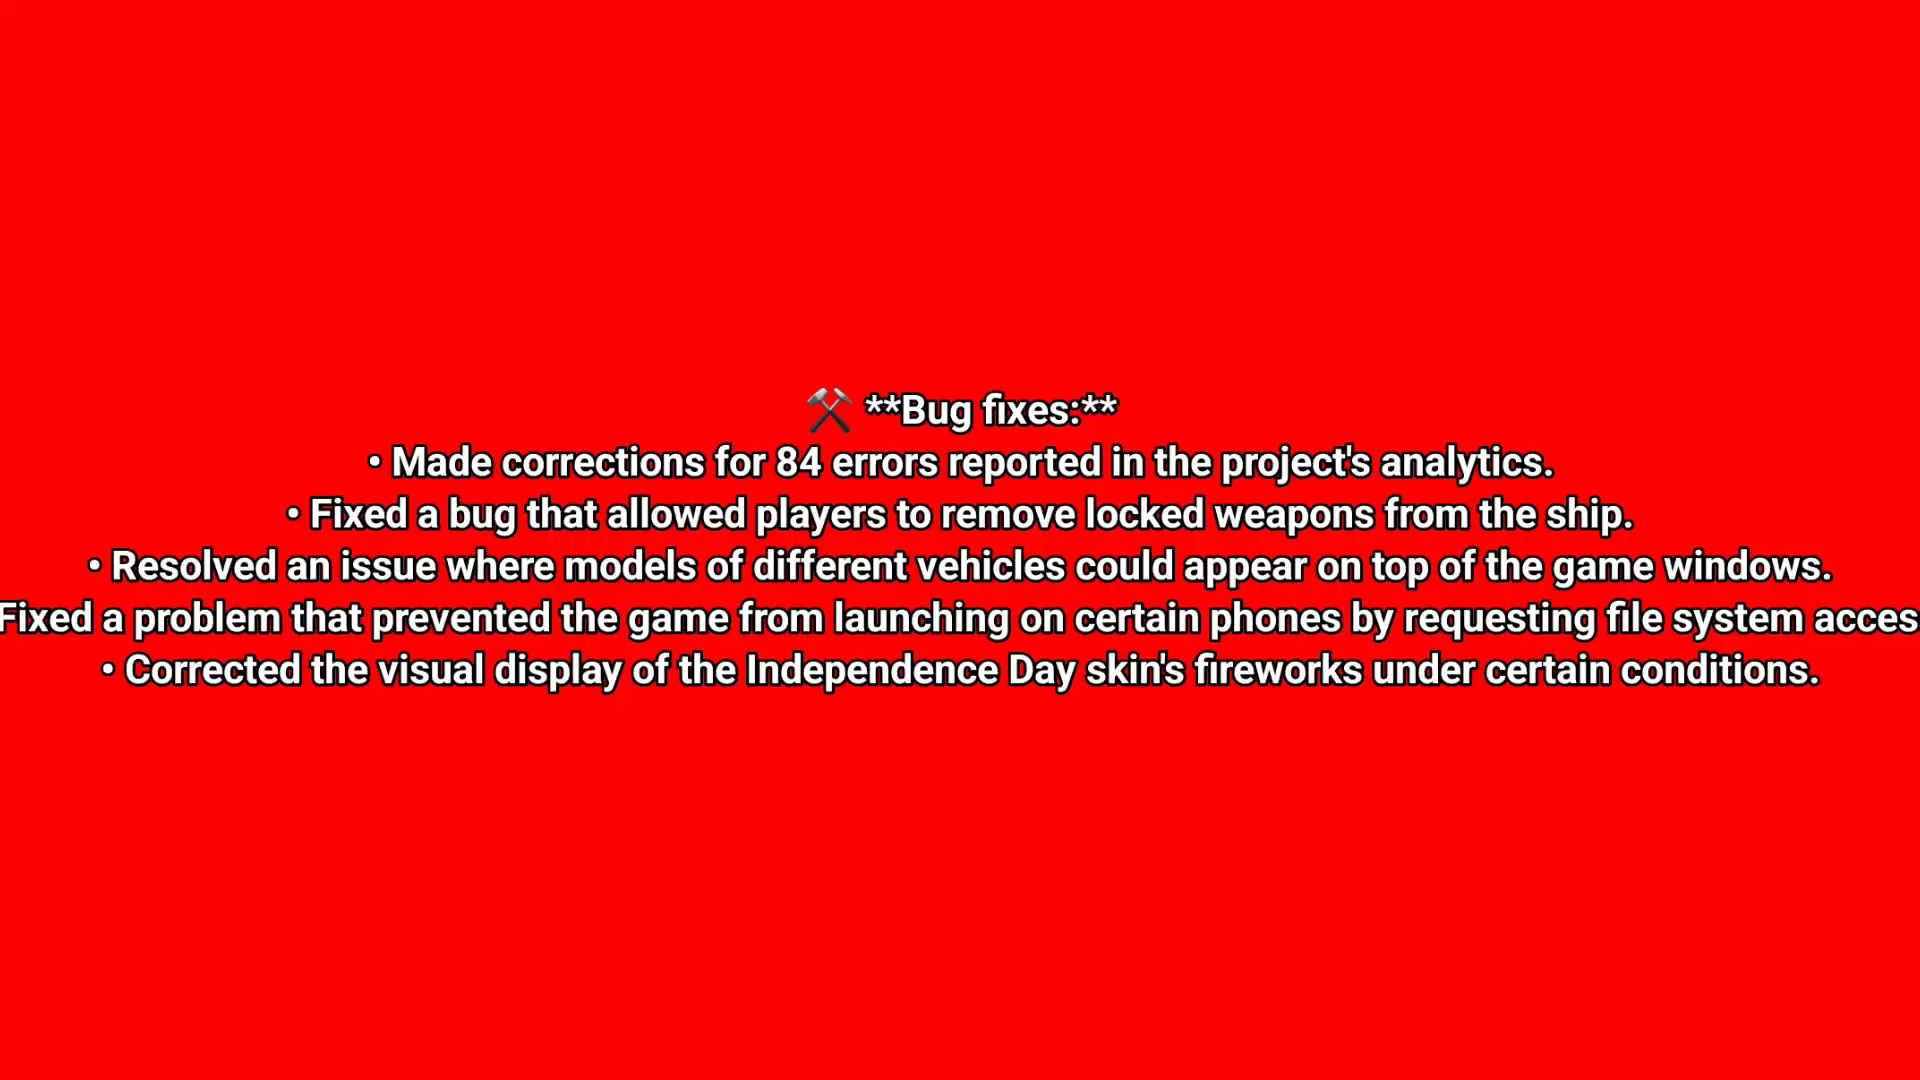 ⚒ **Bug fixes:**
• Made corrections for 84 errors reported in the project's analytics.
• Fixed a bug that allowed players to remove locked weapons from the ship.
• Resolved an issue where models of different vehicles could appear on top of the game windows.
Fixed a problem that prevented the game from launching on certain phones by requesting file system acces
• Corrected the visual display of the Independence Day skin's fireworks under certain conditions.